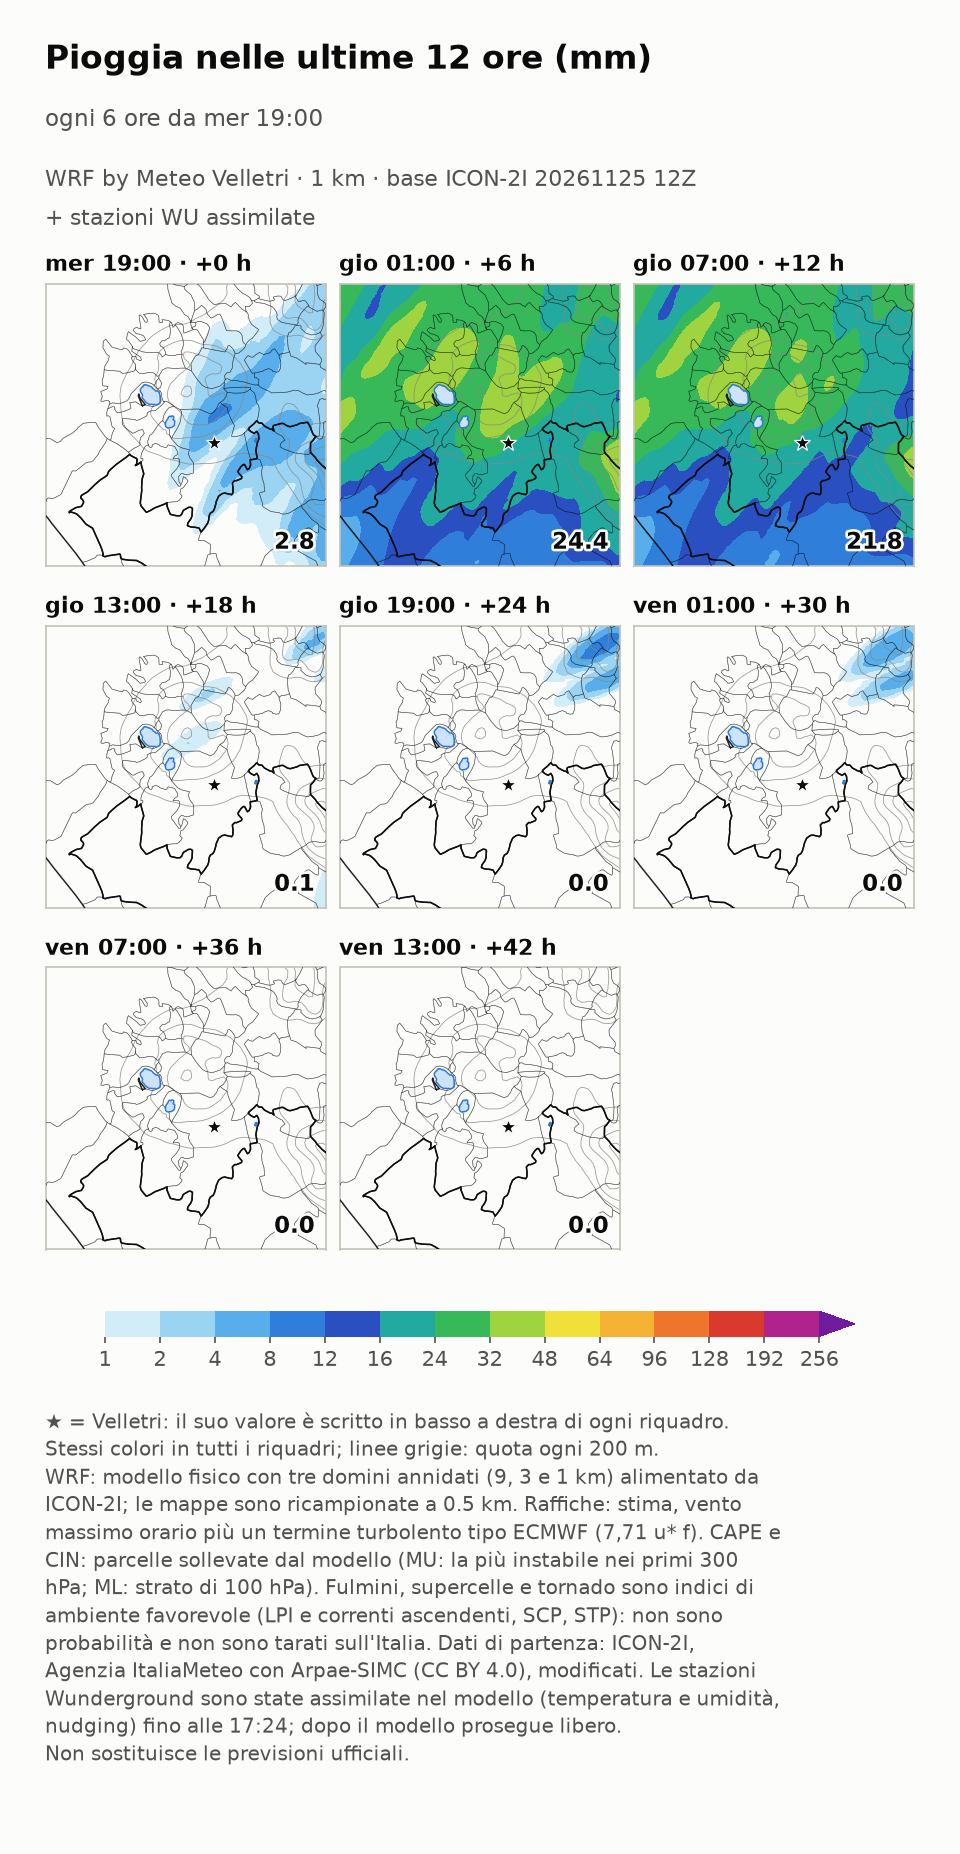 Pioggia nelle ultime 12 ore (mm)
ogni 6 ore da mer 19:00
WRF by Meteo Velletri · 1 km · base ICON-2I 20261125 12Z
+ stazioni WU assimilate
mer 19:00 · +0 h
gio 01:00 · +6 h
gio 07:00 · +12 h
2.8
24.4
21.8
gio 13:00 · +18 h
gio 19:00 · +24 h
ven 01:00 · +30 h
0.1
0.0
0.0
ven 07:00 · +36 h
ven 13:00 · +42 h
0.0
0.0
1 2 4 8 12 16 24 32 48 64 96 128 192 256
★ = Velletri: il suo valore è scritto in basso a destra di ogni riquadro.
Stessi colori in tutti i riquadri; linee grigie: quota ogni 200 m.
WRF: modello fisico con tre domini annidati (9, 3 e 1 km) alimentato da
ICON-2I; le mappe sono ricampionate a 0.5 km. Raffiche: stima, vento
massimo orario più un termine turbolento tipo ECMWF (7,71 u* f). CAPE e
CIN: parcelle sollevate dal modello (MU: la più instabile nei primi 300
hPa; ML: strato di 100 hPa). Fulmini, supercelle e tornado sono indici di
ambiente favorevole (LPI e correnti ascendenti, SCP, STP): non sono
probabilità e non sono tarati sull'Italia. Dati di partenza: ICON-2I,
Agenzia ItaliaMeteo con Arpae-SIMC (CC BY 4.0), modificati. Le stazioni
Wunderground sono state assimilate nel modello (temperatura e umidità,
nudging) fino alle 17:24; dopo il modello prosegue libero.
Non sostituisce le previsioni ufficiali.